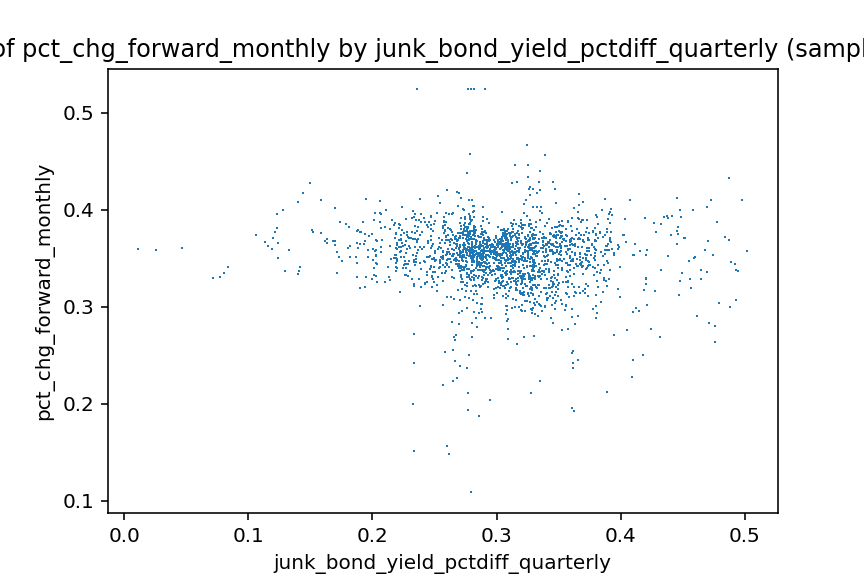 of pct_chg_forward_monthly by junk_bond_yield_pctdiff_quarterly (sampl
0.5
0.4
0.3
0.2
0.1
pct_chg_forward_monthly
0.0 0.1 0.2 0.3 0.4 0.5
junk_bond_yield_pctdiff_quarterly